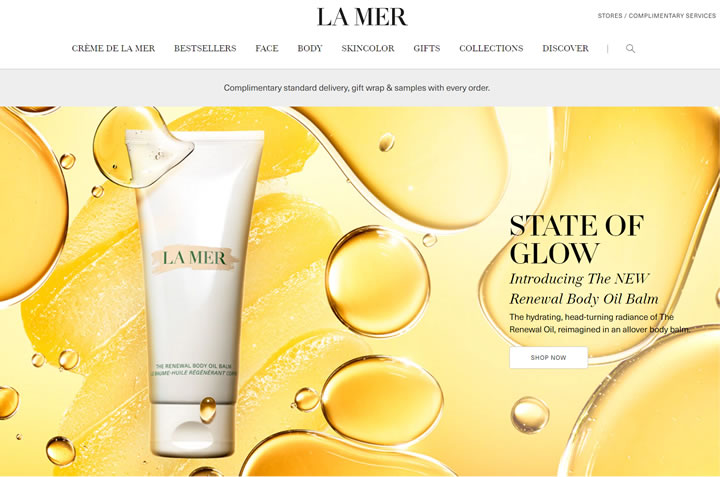 LA MER
STORES / COMPLIMENTARY SERVICES
CRÈME DE LA MER BESTSELLERS FACE BODY SKINCOLOR GIFTS COLLECTIONS DISCOVER
Complimentary standard delivery, gift wrap & samples with every order.
LA MER
THE RENEWAL BODY OIL BALM
BAUME-HUILE RÉGÉNÉRANT
STATE OF
GLOW
Introducing The NEW
Renewal Body Oil Balm
The hydrating, head-turning radiance of The
Renewal Oil, reimagined in an allover body balm.
SHOP NOW